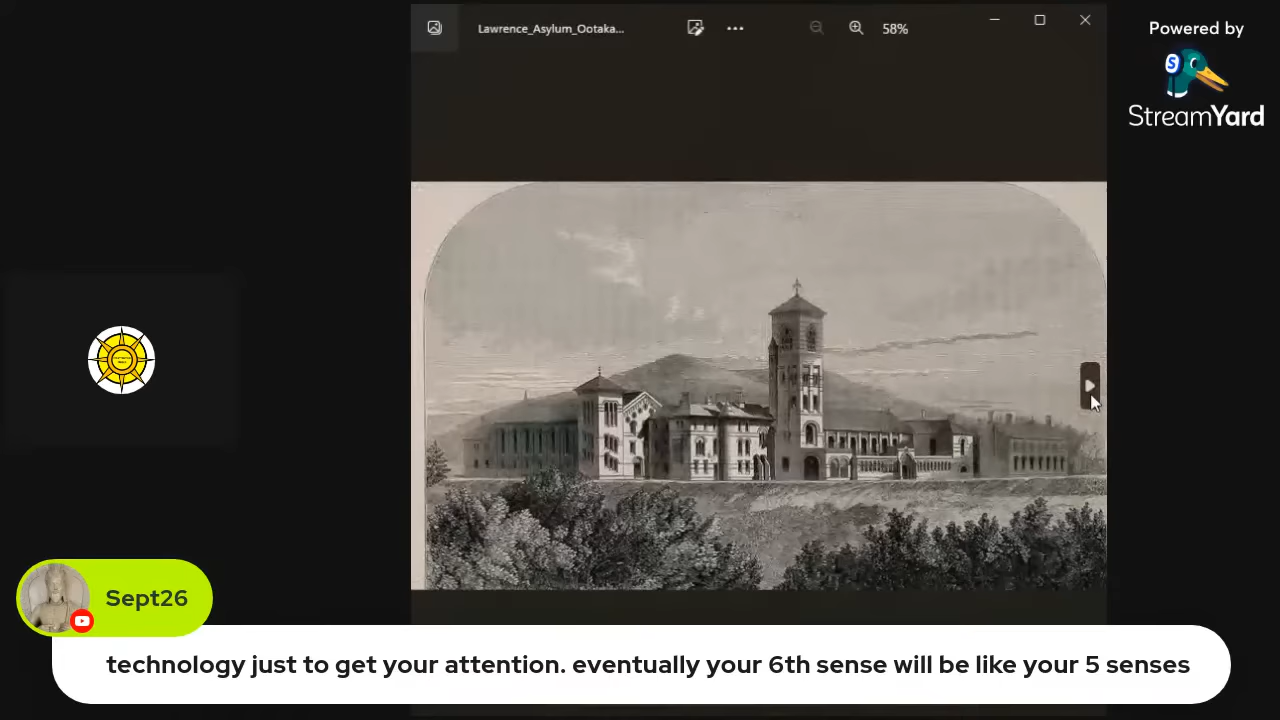 Lawrence_Asylum_Ootaka...
58%
Powered by
StreamYard
S
Sept26
technology just to get your attention. eventually your 6th sense will be like your 5 senses